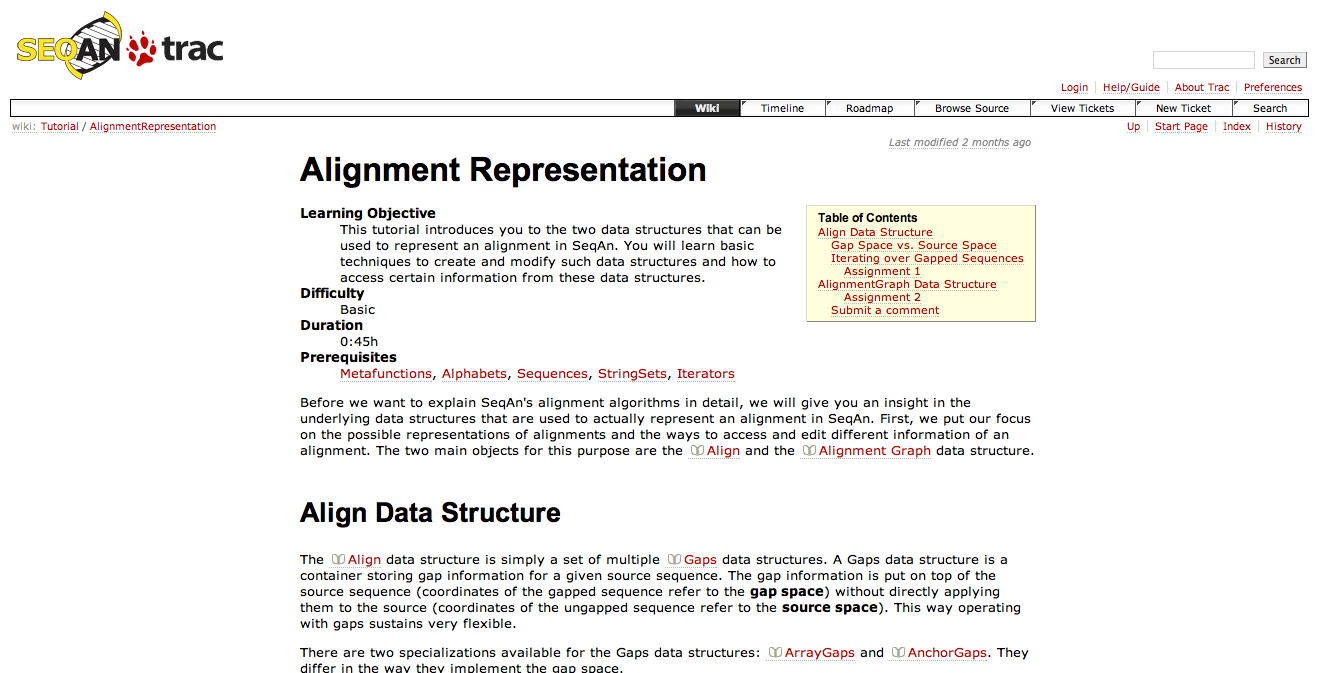 SEQAN trac
Search
Login Help/Guide About Trac Preferences
Wiki Timeline Roadmap Browse Source View Tickets New Ticket Search
wiki: Tutorial / AlignmentRepresentation
Up Start Page Index History
Last modified 2 months ago
Alignment Representation
Learning Objective
This tutorial introduces you to the two data structures that can be
used to represent an alignment in SeqAn. You will learn basic
techniques to create and modify such data structures and how to
access certain information from these data structures.
Difficulty
Basic
Duration
0:45h
Prerequisites
Metafunctions, Alphabets, Sequences, StringSets, Iterators
Table of Contents
Align Data Structure
Gap Space vs. Source Space
Iterating over Gapped Sequences
Assignment 1
AlignmentGraph Data Structure
Assignment 2
Submit a comment
Before we want to explain SeqAn's alignment algorithms in detail, we will give you an insight in the
underlying data structures that are used to actually represent an alignment in SeqAn. First, we put our focus
on the possible representations of alignments and the ways to access and edit different information of an
alignment. The two main objects for this purpose are the Align and the Alignment Graph data structure.
Align Data Structure
The Align data structure is simply a set of multiple Gaps data structures. A Gaps data structure is a
container storing gap information for a given source sequence. The gap information is put on top of the
source sequence (coordinates of the gapped sequence refer to the gap space) without directly applying
them to the source (coordinates of the ungapped sequence refer to the source space). This way operating
with gaps sustains very flexible.
There are two specializations available for the Gaps data structures: ArrayGaps and AnchorGaps. They
differ in the way they implement the gap space.